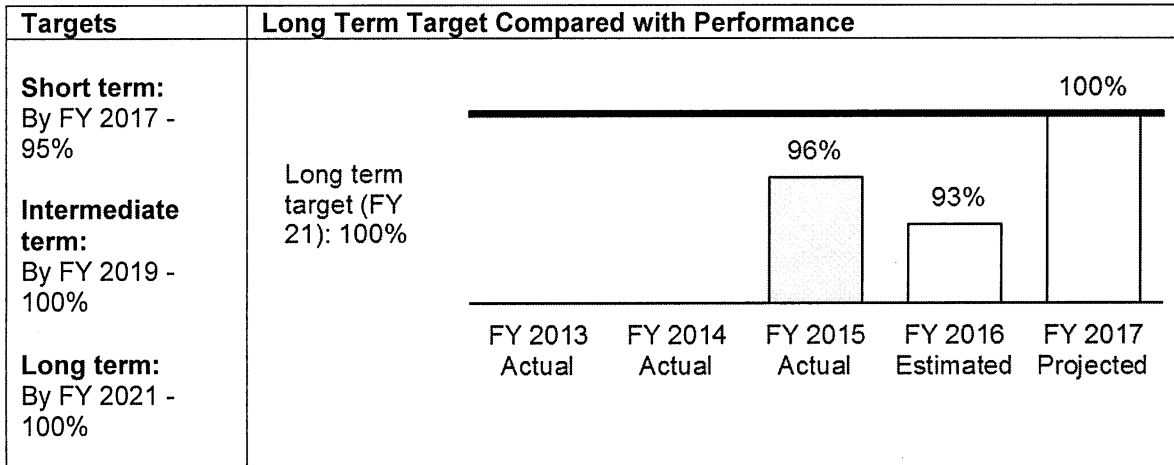 Targets
Long Term Target Compared with Performance
Short term:
By FY 2017 -
95%
Intermediate
term:
By FY 2019 -
100%
Long term:
By FY 2021 -
100%
Long term
target (FY
21): 100%
100%
96%
93%
FY 2013
Actual
FY 2014
Actual
FY 2015
Actual
FY 2016
Estimated
FY 2017
Projected